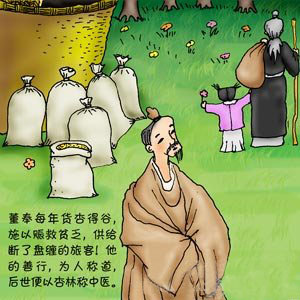 董奉每年货杏得谷，
施以赈救贫乏，供给
断了盘缠的旅客！他
的善行，为人称道，
后世便以杏林称中医。